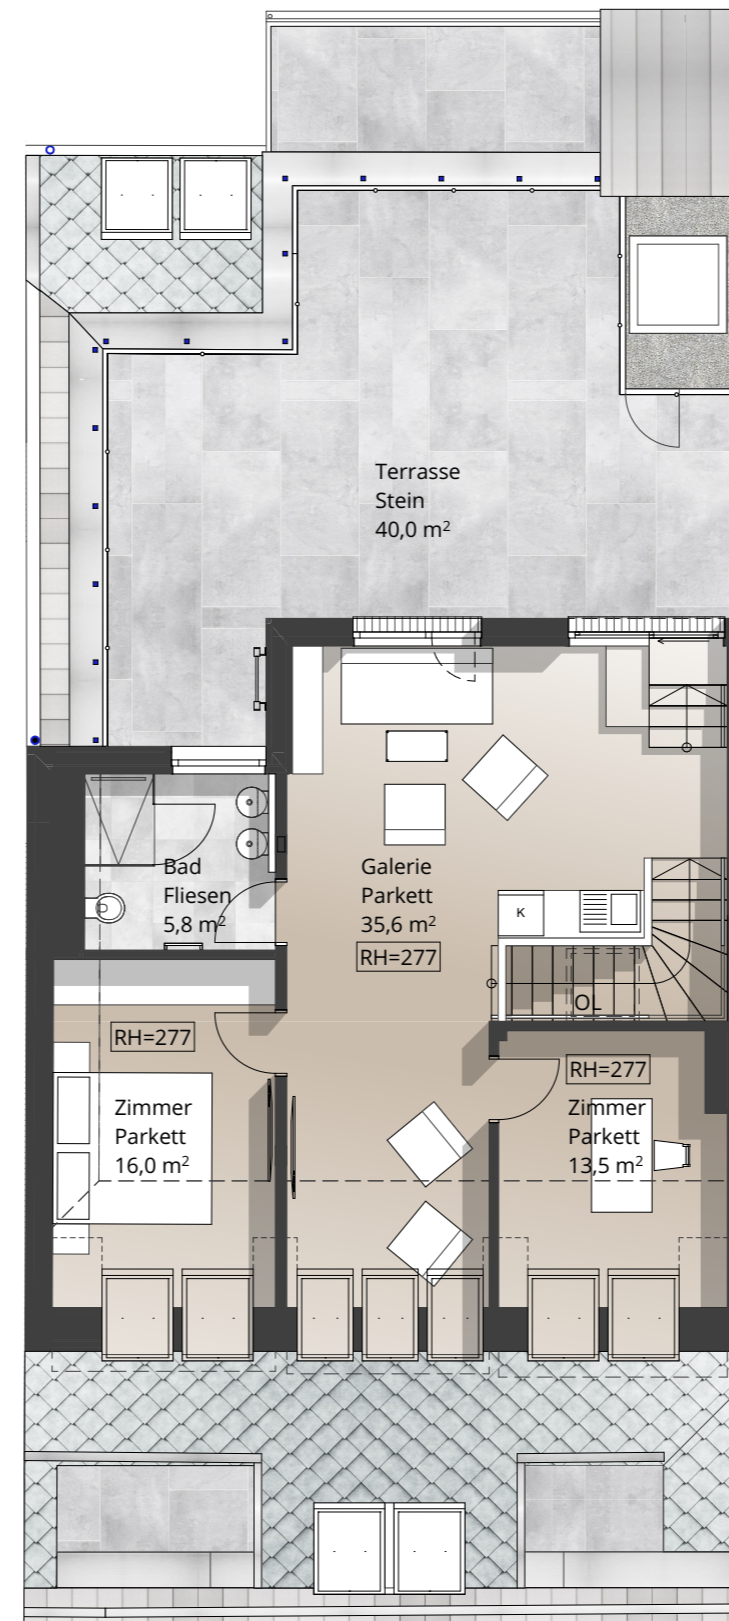 Terrasse
Stein
40,0 m²
Bad
Fliesen
5,8 m²
Galerie
Parkett
35,6 m²
RH=277
K
OL
RH=277
Zimmer
Parkett
16,0 m²
RH=277
Zimmer
Parkett
13,5 m²